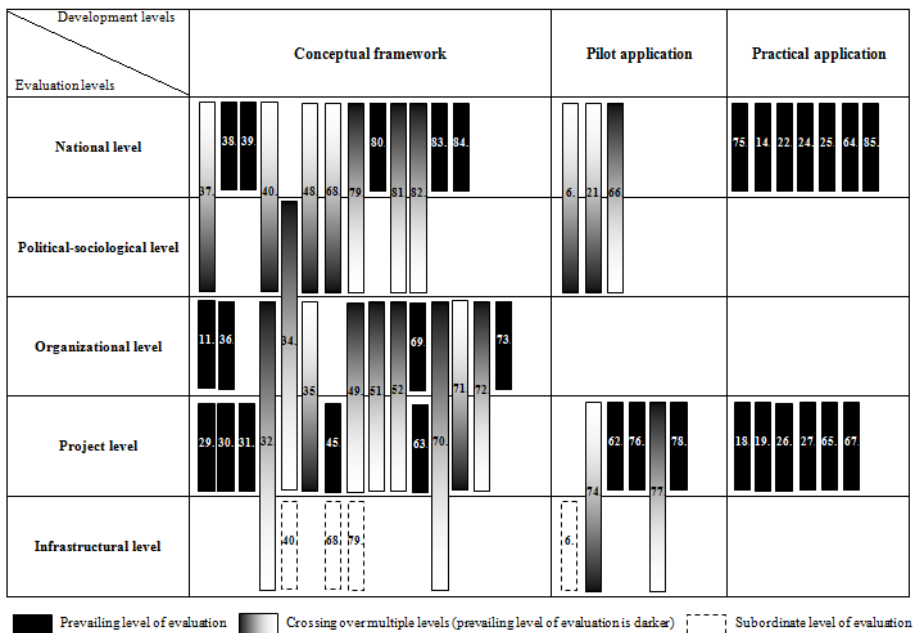 Development levels
Evaluation levels
Conceptual framework
Pilot application
Practical application
National level
37. 38. 39. 40. 48. 68. 79. 80. 81. 82. 83. 84.
6. 21. 66
75. 14. 22. 24. 25. 64. 85.
Political-sociological level
34.
Organizational level
11. 36. 32. 35. 49. 51. 52. 69. 70. 71. 72. 73.
Project level
29. 30. 31. 45. 63.
74. 62. 76. 77. 78.
18. 19. 26. 27. 65. 67.
Infrastructural level
40. 68. 79.
6.
Prevailing level of evaluation
Crossing over multiple levels (prevailing level of evaluation is darker)
Subordinate level of evaluation